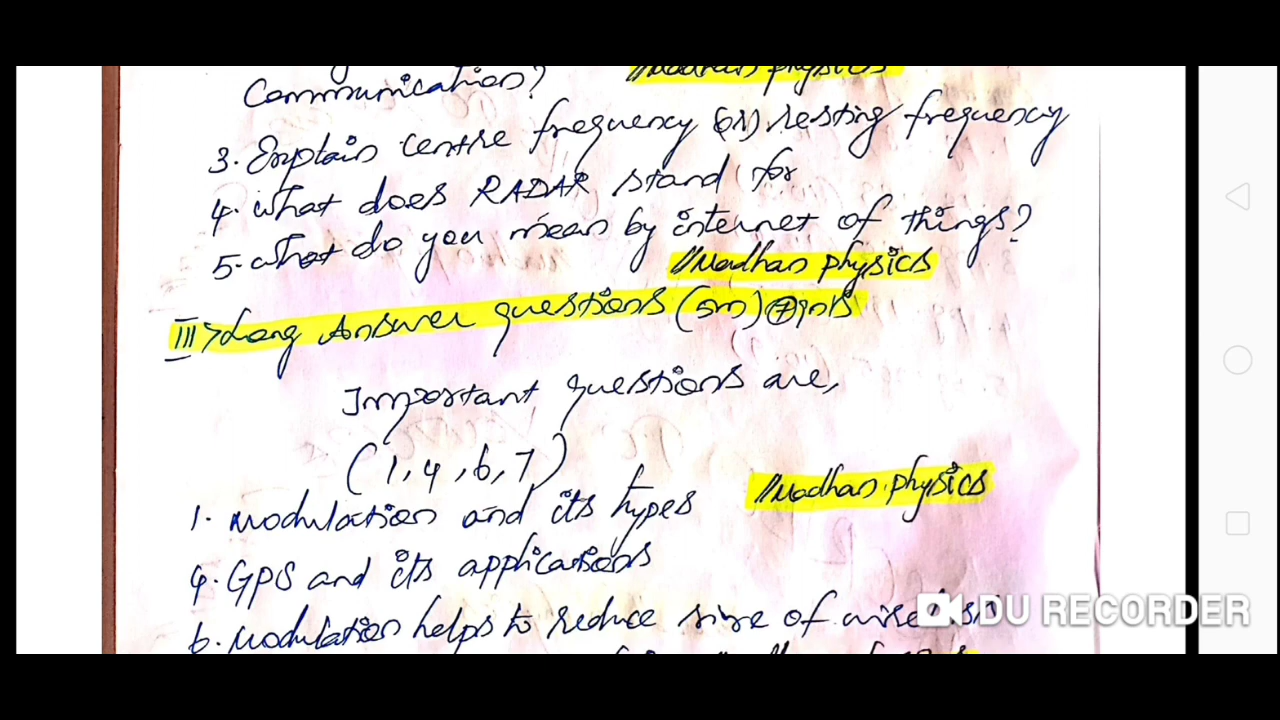 Communication?
Madhan physics
3. Explain centre frequency (or) resting frequency
4. What does RADAR stand for
5. What do you mean by internet of things?
Madhan physics
III > Long Answer questions (5m)
Important questions are,
(1, 4, 6, 7)
1. Modulation and its types
Madhan physics
4. GPS and its applications
6. Modulation helps to reduce size of
DU RECORDER